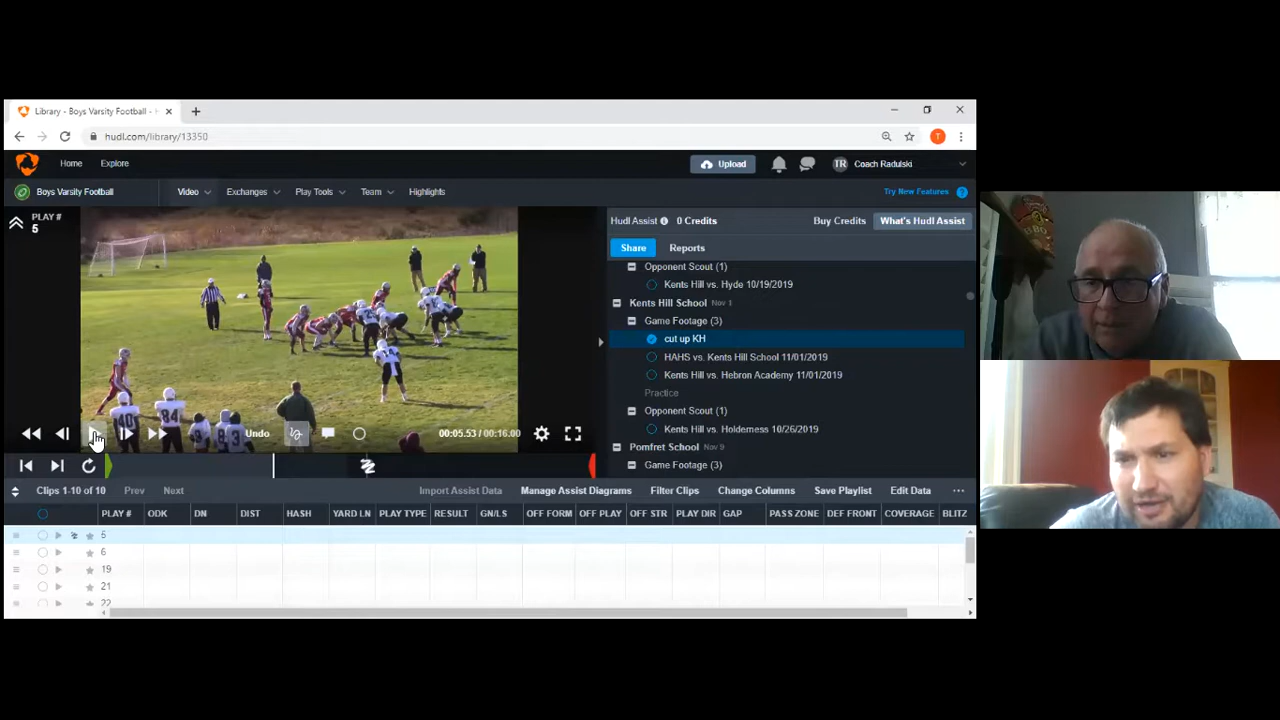 Library - Boys Varsity Football - H
hudl.com/library/13350
T
Home Explore
Upload
TR Coach Radulski
Boys Varsity Football
Video Exchanges Play Tools Team Highlights
Try New Features ?
PLAY #
5
Hudl Assist 0 Credits Buy Credits What's Hudl Assist
Share Reports
Opponent Scout (1)
Kents Hill vs. Hyde 10/19/2019
Kents Hill School Nov 1
Game Footage (3)
cut up KH
HAHS vs. Kents Hill School 11/01/2019
Kents Hill vs. Hebron Academy 11/01/2019
Practice
Opponent Scout (1)
Kents Hill vs. Holderness 10/26/2019
Pomfret School Nov 9
Game Footage (3)
40 84
Undo
00:05.53 / 00:16.00
Clips 1-10 of 10 Prev Next Import Assist Data Manage Assist Diagrams Filter Clips Change Columns Save Playlist Edit Data
PLAY # ODK DN DIST HASH YARD LN PLAY TYPE RESULT GN/LS OFF FORM OFF PLAY OFF STR PLAY DIR GAP PASS ZONE DEF FRONT COVERAGE BLITZ
5
6
19
21
22